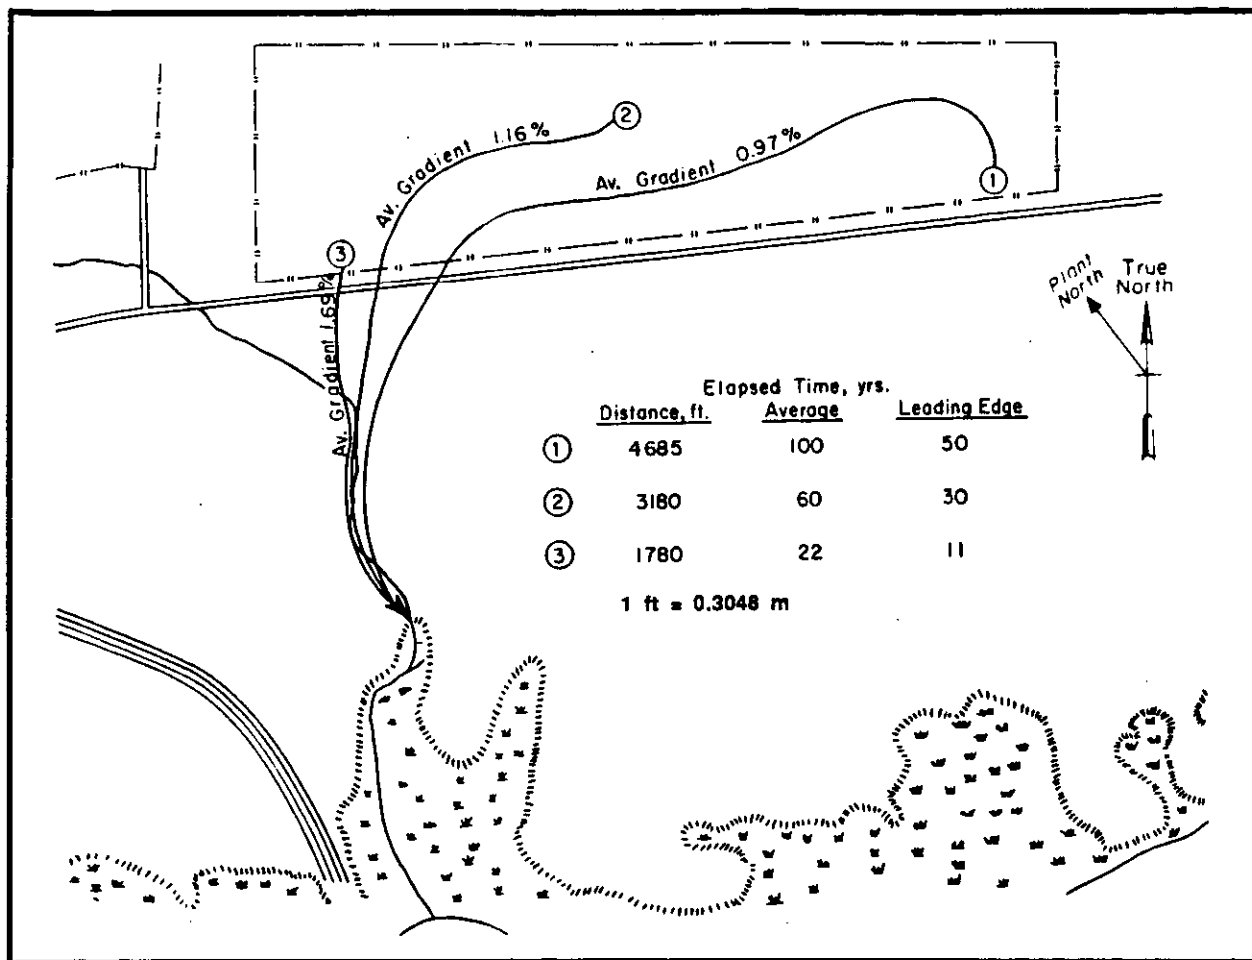 ②
Av. Gradient 1.16%
①
Av. Gradient 0.97%
③
Av. Gradient 1.69%
Plant
North
True
North
Elapsed Time, yrs.
Distance, ft. Average Leading Edge
① 4685 100 50
② 3180 60 30
③ 1780 22 11
1 ft = 0.3048 m